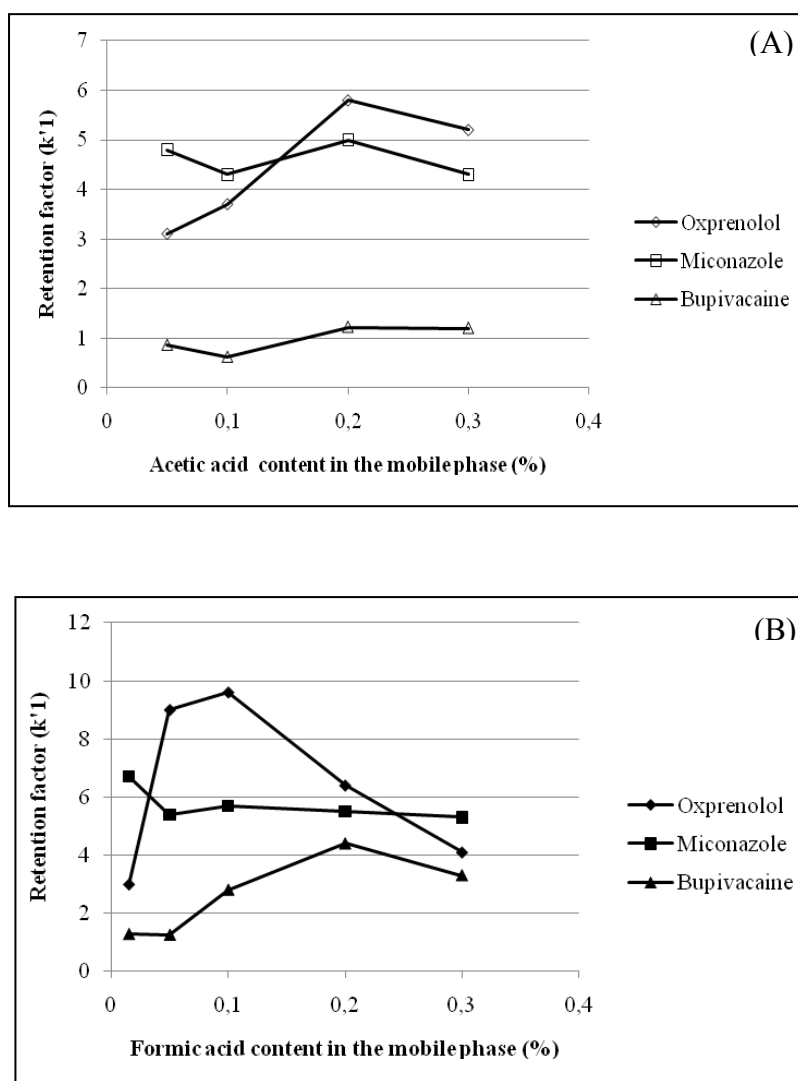 (A)
7
6
5
4
3
2
1
0
Retention factor (k'1)
0
0,1
0,2
0,3
0,4
Acetic acid content in the mobile phase (%)
Oxprenolol
Miconazole
Bupivacaine
(B)
12
10
8
6
4
2
0
Retention factor (k'1)
0
0,1
0,2
0,3
0,4
Formic acid content in the mobile phase (%)
Oxprenolol
Miconazole
Bupivacaine